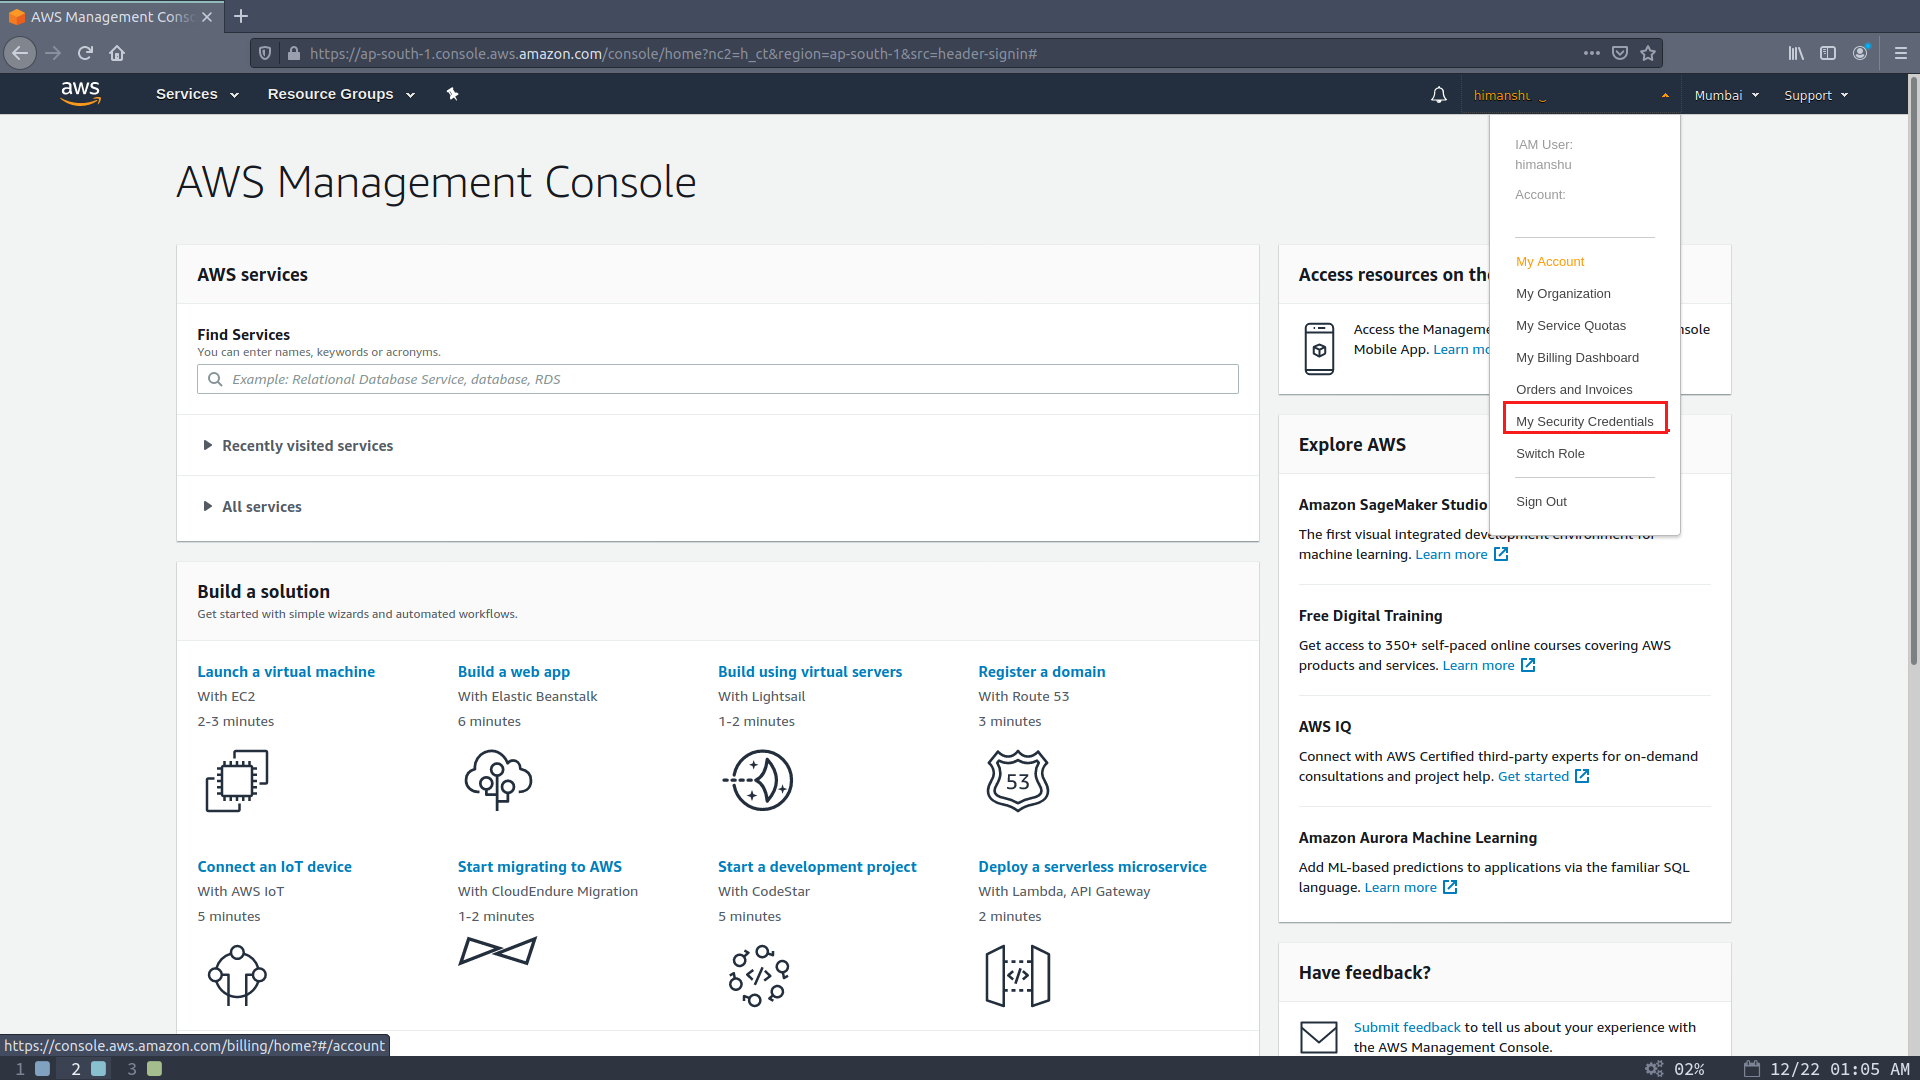 AWS Management Cons
https://ap-south-1.console.aws.amazon.com/console/home?nc2=h_ct&region=ap-south-1&src=header-signin#
aws
Services
Resource Groups
himanshu
Mumbai
Support
IAM User:
himanshu
Account:
My Account
My Organization
My Service Quotas
My Billing Dashboard
Orders and Invoices
My Security Credentials
Switch Role
Sign Out
AWS Management Console
AWS services
Find Services
You can enter names, keywords or acronyms.
Example: Relational Database Service, database, RDS
Recently visited services
All services
Build a solution
Get started with simple wizards and automated workflows.
Launch a virtual machine
With EC2
2-3 minutes
Build a web app
With Elastic Beanstalk
6 minutes
Build using virtual servers
With Lightsail
1-2 minutes
Register a domain
With Route 53
3 minutes
53
Connect an IoT device
With AWS IoT
5 minutes
Start migrating to AWS
With CloudEndure Migration
1-2 minutes
Start a development project
With CodeStar
5 minutes
</>
Deploy a serverless microservice
With Lambda, API Gateway
2 minutes
</>
Access resources on the
Access the Manageme nsole
Mobile App. Learn mo
Explore AWS
Amazon SageMaker Studio
The first visual integrated development environment for
machine learning. Learn more
Free Digital Training
Get access to 350+ self-paced online courses covering AWS
products and services. Learn more
AWS IQ
Connect with AWS Certified third-party experts for on-demand
consultations and project help. Get started
Amazon Aurora Machine Learning
Add ML-based predictions to applications via the familiar SQL
language. Learn more
Have feedback?
Submit feedback to tell us about your experience with
the AWS Management Console.
https://console.aws.amazon.com/billing/home?#/account
1 2 3
02% 12/22 01:05 AM